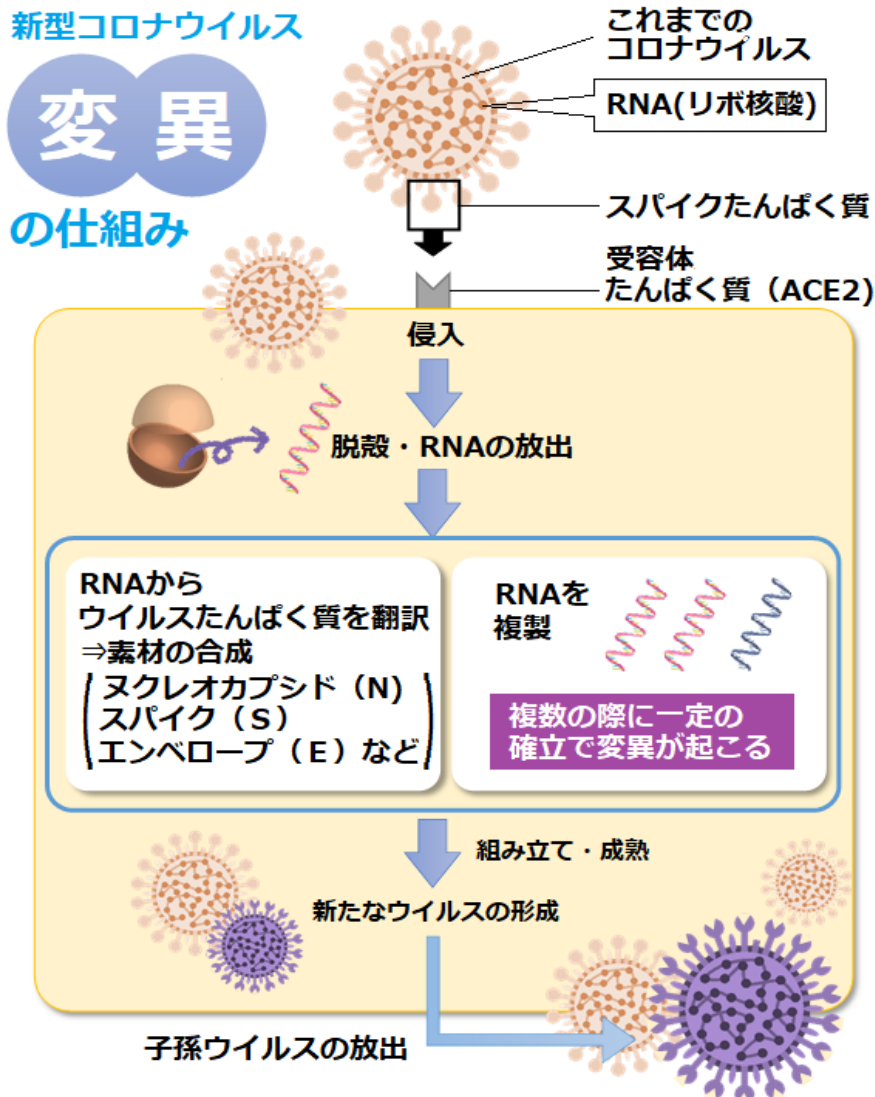 新型コロナウイルス
変異
の仕組み
これまでの
コロナウイルス
RNA(リボ核酸)
スパイクたんぱく質
受容体
たんぱく質（ACE2)
侵入
脱殻・RNAの放出
RNAから
ウイルスたんぱく質を翻訳
⇒素材の合成
ヌクレオカプシド（N)
スパイク（S）
エンベロープ（E）など
RNAを
複製
複数の際に一定の
確立で変異が起こる
組み立て・成熟
新たなウイルスの形成
子孫ウイルスの放出